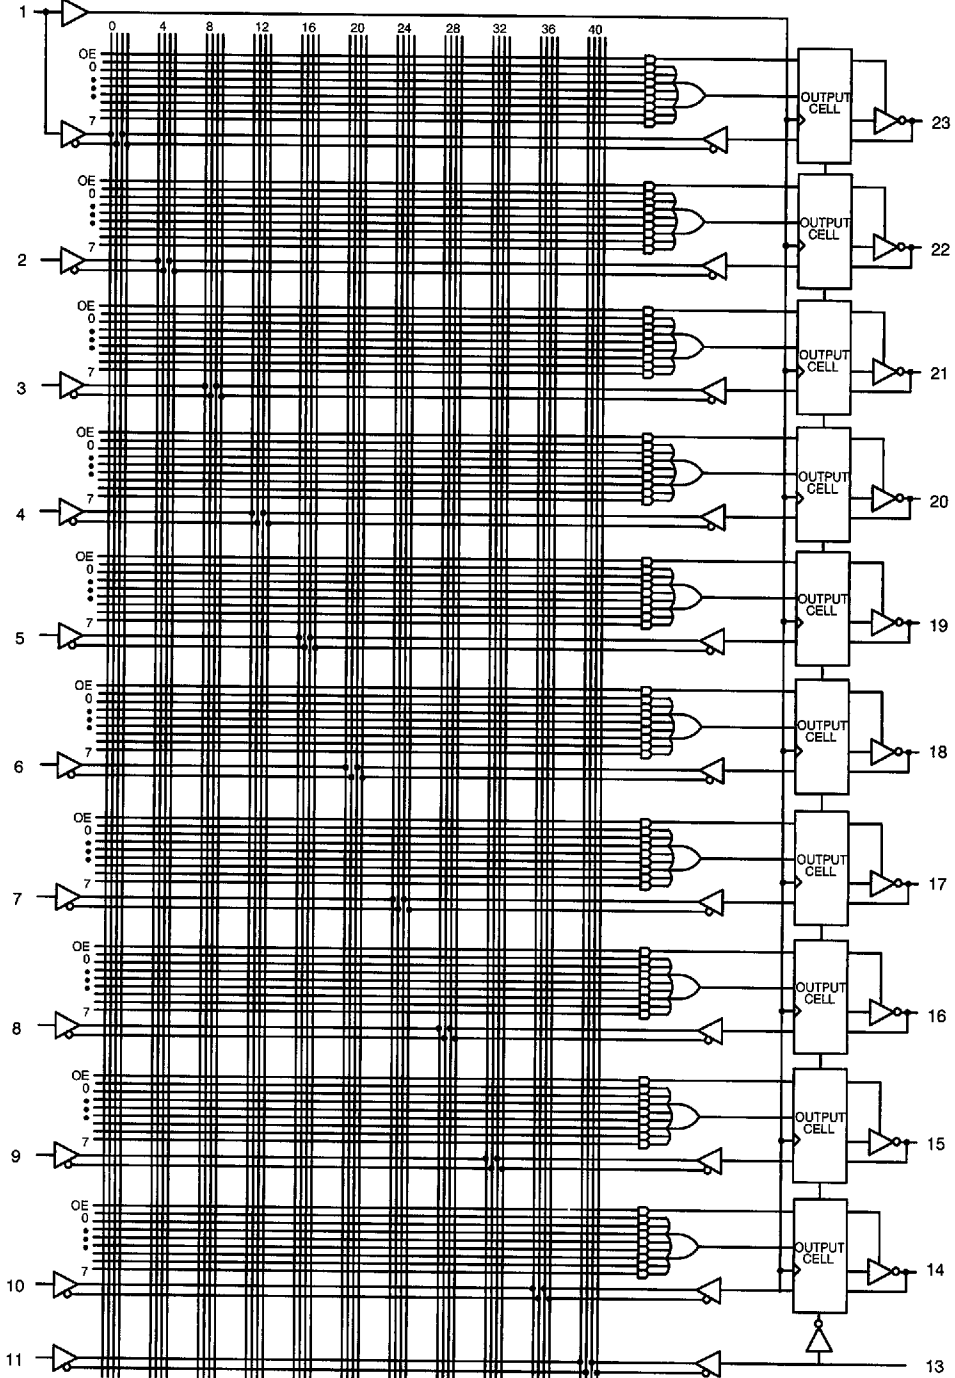 1
0 4 8 12 16 20 24 28 32 36 40
OE
0
7
OUTPUT
CELL
23
OE
0
7
OUTPUT
CELL
2
22
OE
0
7
OUTPUT
CELL
3
21
OE
0
7
OUTPUT
CELL
4
20
OE
0
7
OUTPUT
CELL
5
19
OE
0
7
OUTPUT
CELL
6
18
OE
0
7
OUTPUT
CELL
7
17
OE
0
7
OUTPUT
CELL
8
16
OE
0
7
OUTPUT
CELL
9
15
OE
0
7
OUTPUT
CELL
10
14
11
13